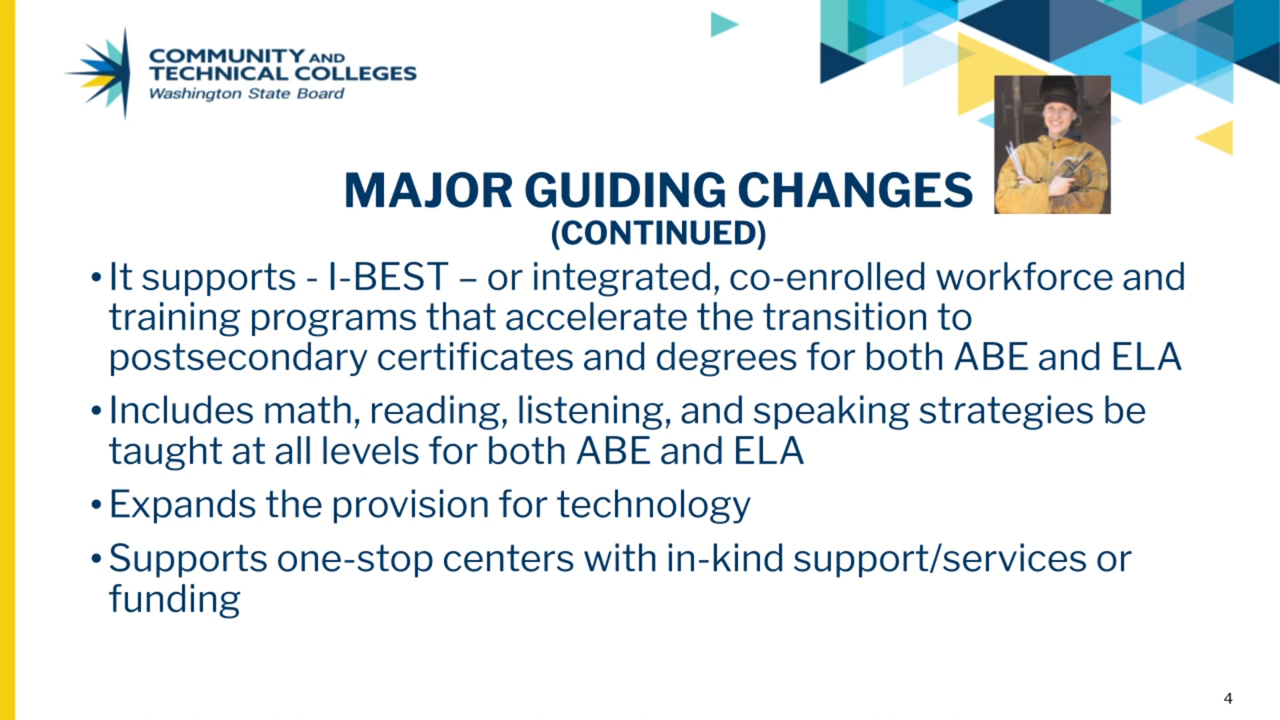 COMMUNITY AND
TECHNICAL COLLEGES
Washington State Board
MAJOR GUIDING CHANGES
(CONTINUED)
• It supports - I-BEST – or integrated, co-enrolled workforce and
training programs that accelerate the transition to
postsecondary certificates and degrees for both ABE and ELA
• Includes math, reading, listening, and speaking strategies be
taught at all levels for both ABE and ELA
• Expands the provision for technology
• Supports one-stop centers with in-kind support/services or
funding
4